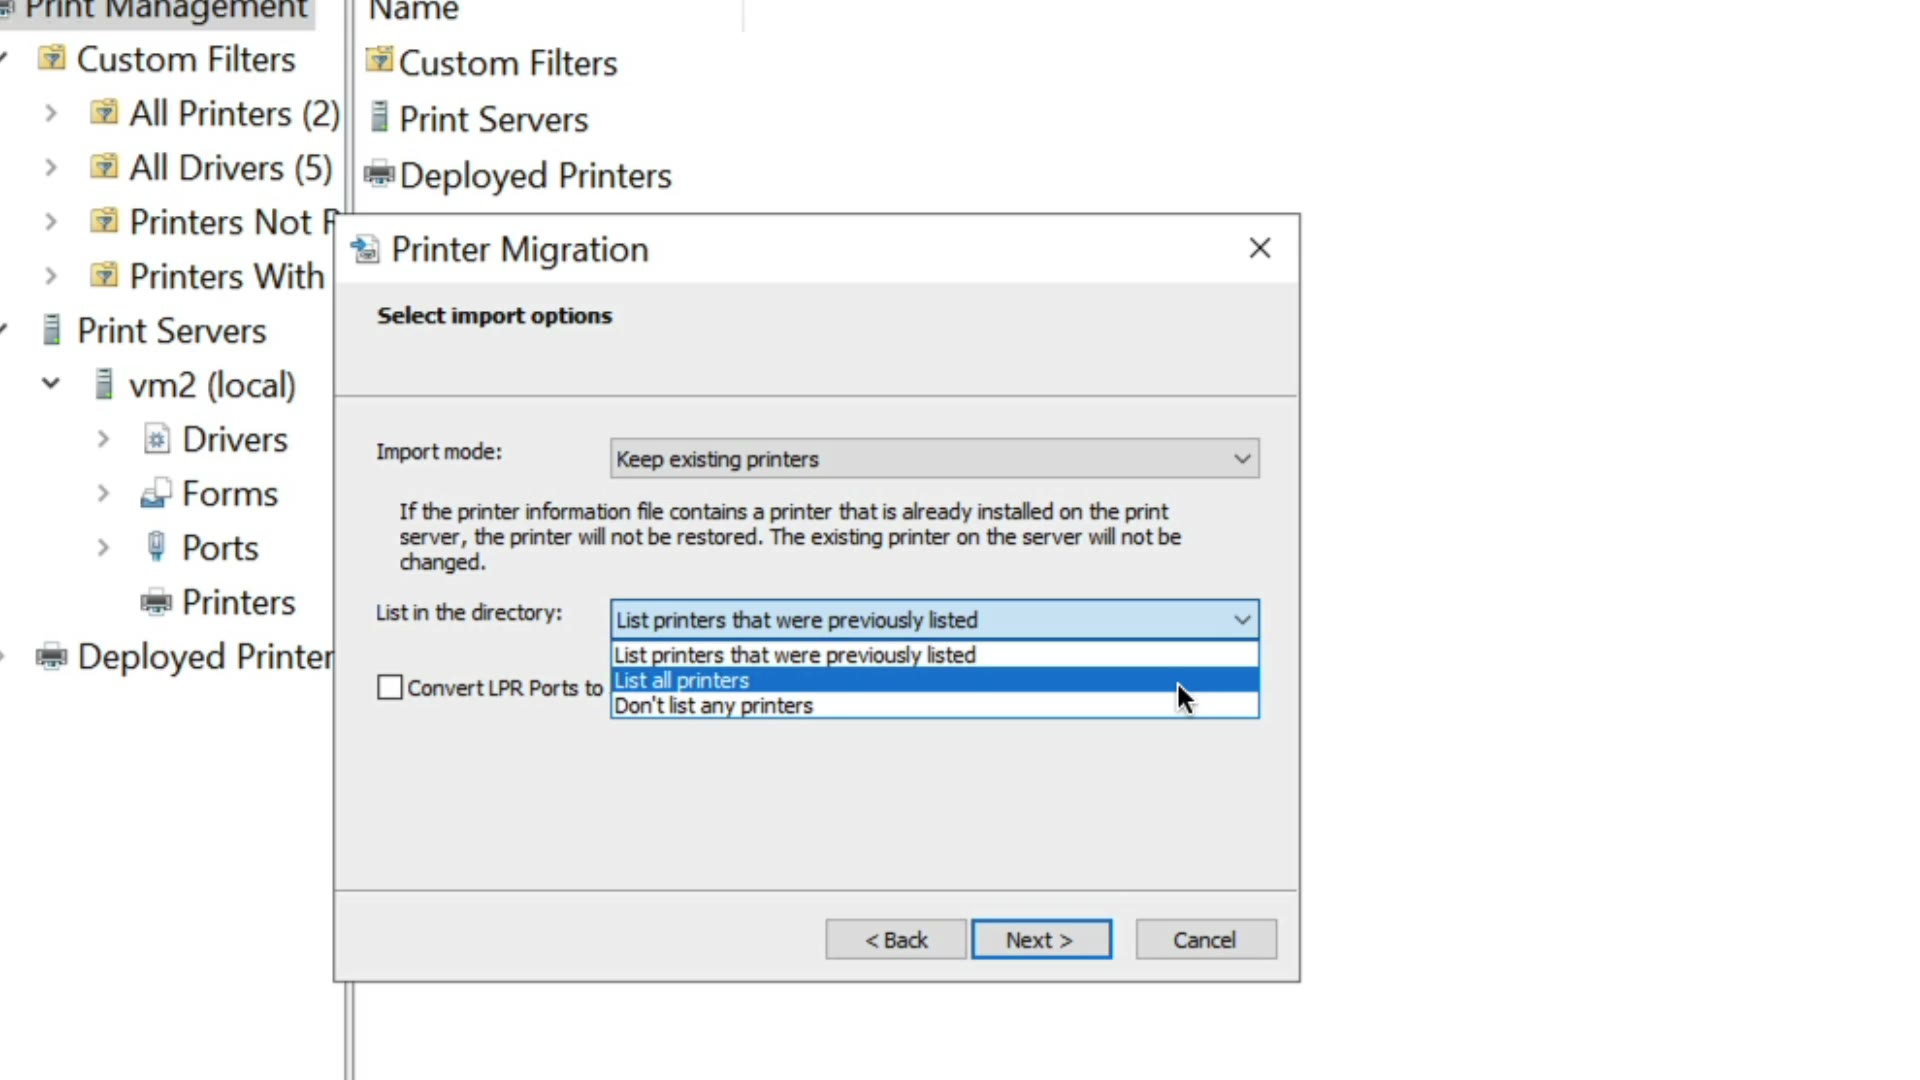 Print Management
Custom Filters
All Printers (2)
All Drivers (5)
Printers Not
Printers With
Print Servers
vm2 (local)
Drivers
Forms
Ports
Printers
Deployed Printer
Name
Custom Filters
Print Servers
Deployed Printers
Printer Migration
Select import options
Import mode:
Keep existing printers
If the printer information file contains a printer that is already installed on the print
server, the printer will not be restored. The existing printer on the server will not be
changed.
List in the directory:
List printers that were previously listed
List printers that were previously listed
List all printers
Don't list any printers
Convert LPR Ports to
< Back
Next >
Cancel